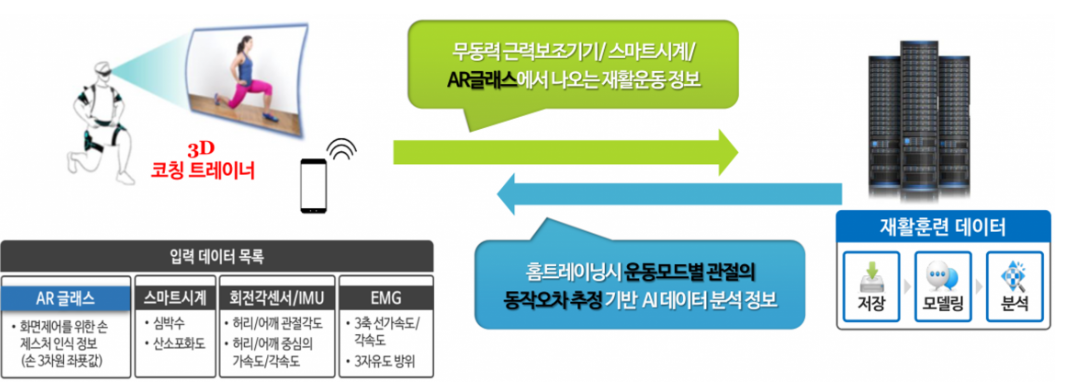 무동력 근력보조기기/ 스마트시계/
AR글래스에서 나오는 재활운동 정보
3D
코칭 트레이너
홈트레이닝시 운동모드별 관절의
동작오차 추정 기반 AI 데이터 분석 정보
재활훈련 데이터
저장
모델링
분석
입력 데이터 목록
AR 글래스
• 화면제어를 위한 손
제스처 인식 정보
(손 3차원 좌푯값)
스마트시계
• 심박수
• 산소포화도
회전각센서/IMU
• 허리/어깨 관절각도
• 허리/어깨 중심의
가속도/각속도
EMG
• 3축 선가속도/
각속도
• 3자유도 방위